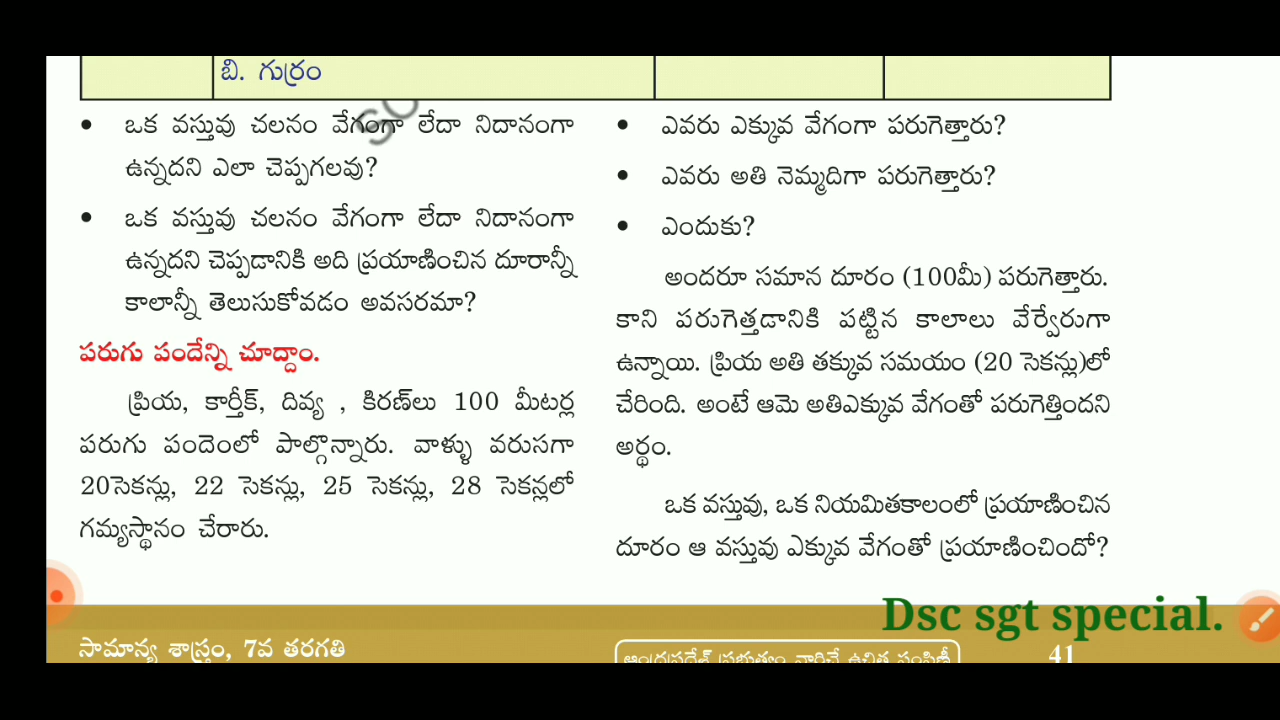 బి. గుర్రం
• ఒక వస్తువు చలనం వేగంగా లేదా నిదానంగా
ఉన్నదని ఎలా చెప్పగలవు?
• ఒక వస్తువు చలనం వేగంగా లేదా నిదానంగా
ఉన్నదని చెప్పడానికి అది ప్రయాణించిన దూరాన్నీ
కాలాన్నీ తెలుసుకోవడం అవసరమా?
పరుగు పందేన్ని చూద్దాం.
ప్రియ, కార్తీక్, దివ్య , కిరణ్‌లు 100 మీటర్ల
పరుగు పందెంలో పాల్గొన్నారు. వాళ్ళు వరుసగా
20సెకన్లు, 22 సెకన్లు, 25 సెకన్లు, 28 సెకన్లలో
గమ్యస్థానం చేరారు.
• ఎవరు ఎక్కువ వేగంగా పరుగెత్తారు?
• ఎవరు అతి నెమ్మదిగా పరుగెత్తారు?
• ఎందుకు?
అందరూ సమాన దూరం (100మీ) పరుగెత్తారు.
కాని పరుగెత్తడానికి పట్టిన కాలాలు వేర్వేరుగా
ఉన్నాయి. ప్రియ అతి తక్కువ సమయం (20 సెకన్లు)లో
చేరింది. అంటే ఆమె అతిఎక్కువ వేగంతో పరుగెత్తిందని
అర్థం.
ఒక వస్తువు, ఒక నియమితకాలంలో ప్రయాణించిన
దూరం ఆ వస్తువు ఎక్కువ వేగంతో ప్రయాణించిందో?
Dsc sgt special.
సామాన్య శాస్త్రం, 7వ తరగతి
ఆంధ్రప్రదేశ్ ప్రభుత్వం వారిచే ఉచిత పంపిణీ
41